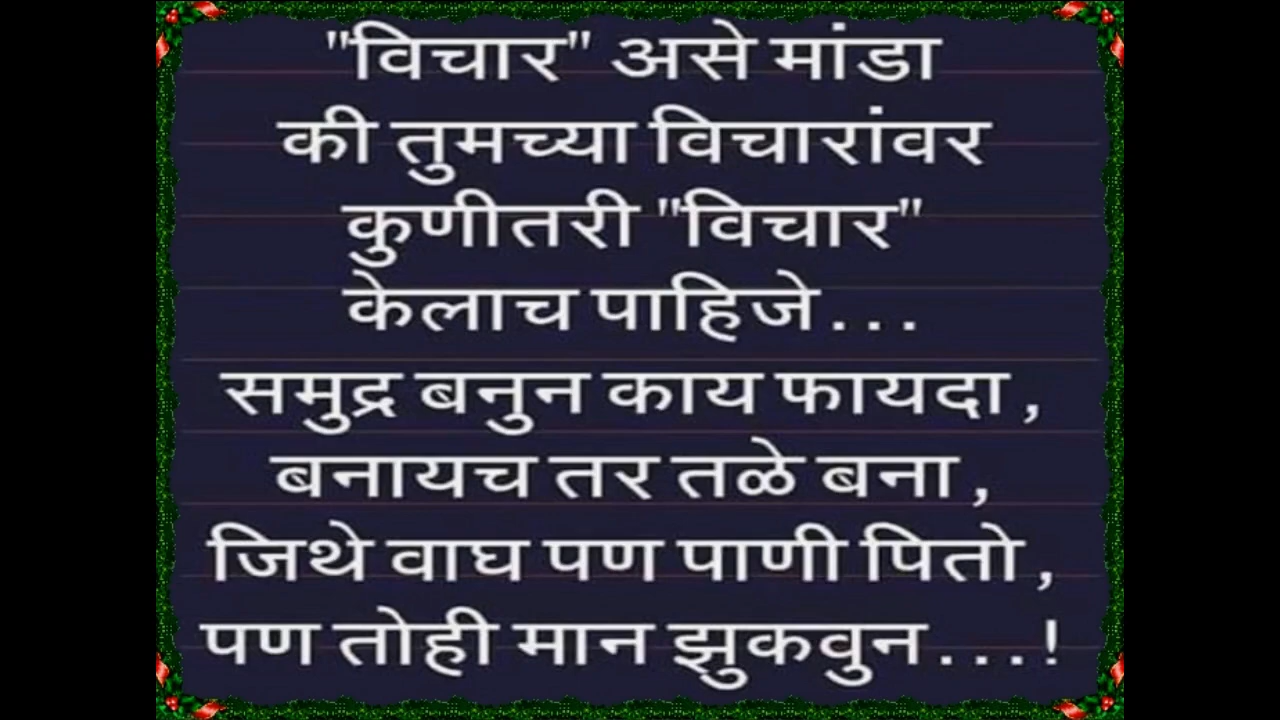 "विचार" असे मांडा
की तुमच्या विचारांवर
कुणीतरी "विचार"
केलाच पाहिजे...
समुद्र बनुन काय फायदा,
बनायच तर तळे बना,
जिथे वाघ पण पाणी पितो,
पण तोही मान झुकवुन...!